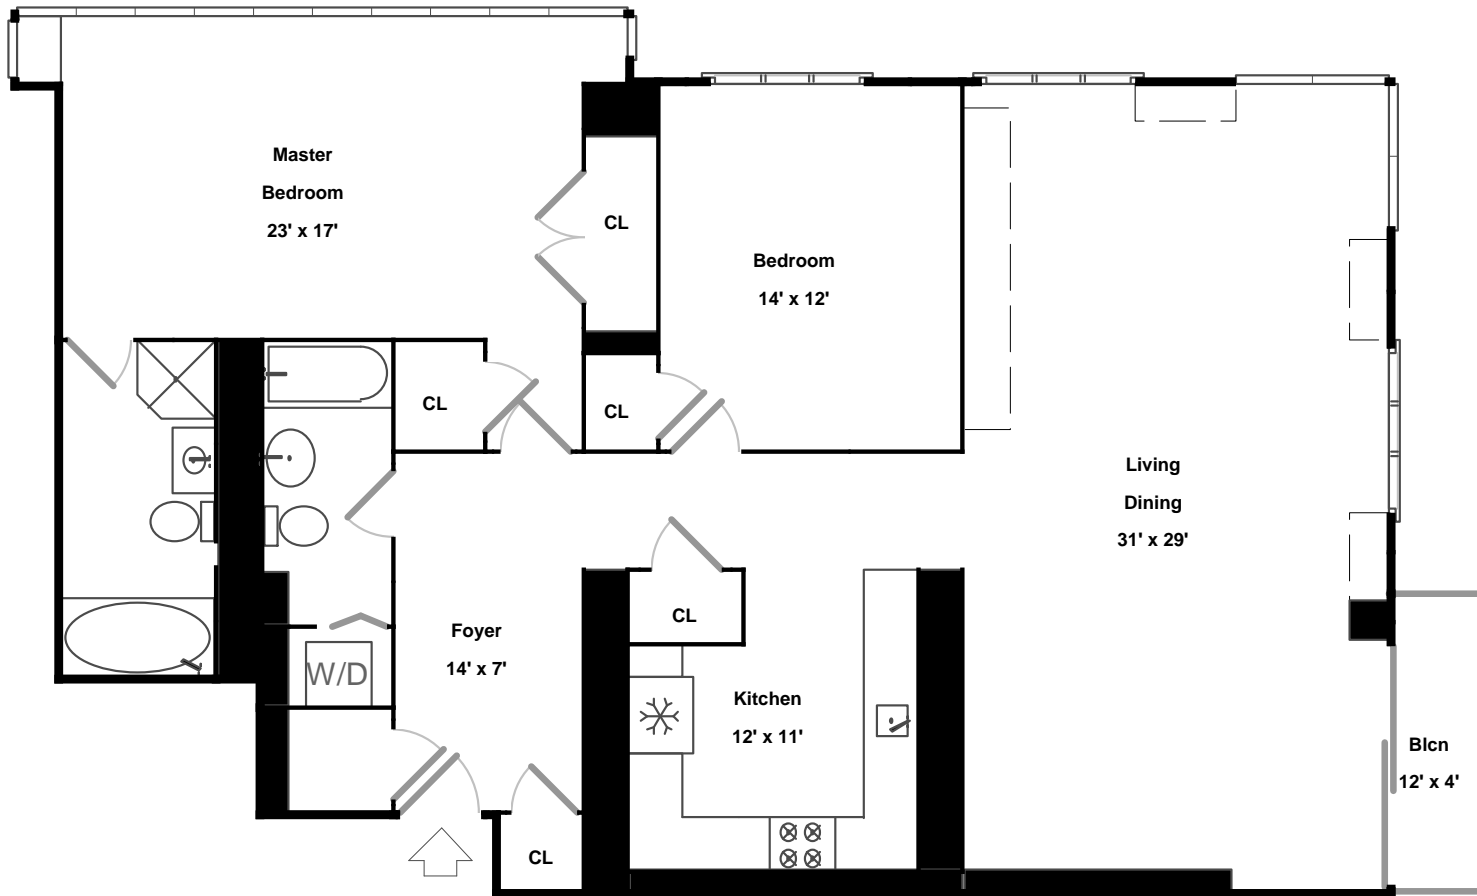 Master
Bedroom
23' x 17'
CL
Bedroom
14' x 12'
CL
CL
Living
Dining
31' x 29'
CL
Foyer
14' x 7'
W/D
Kitchen
12' x 11'
Blcn
12' x 4'
CL